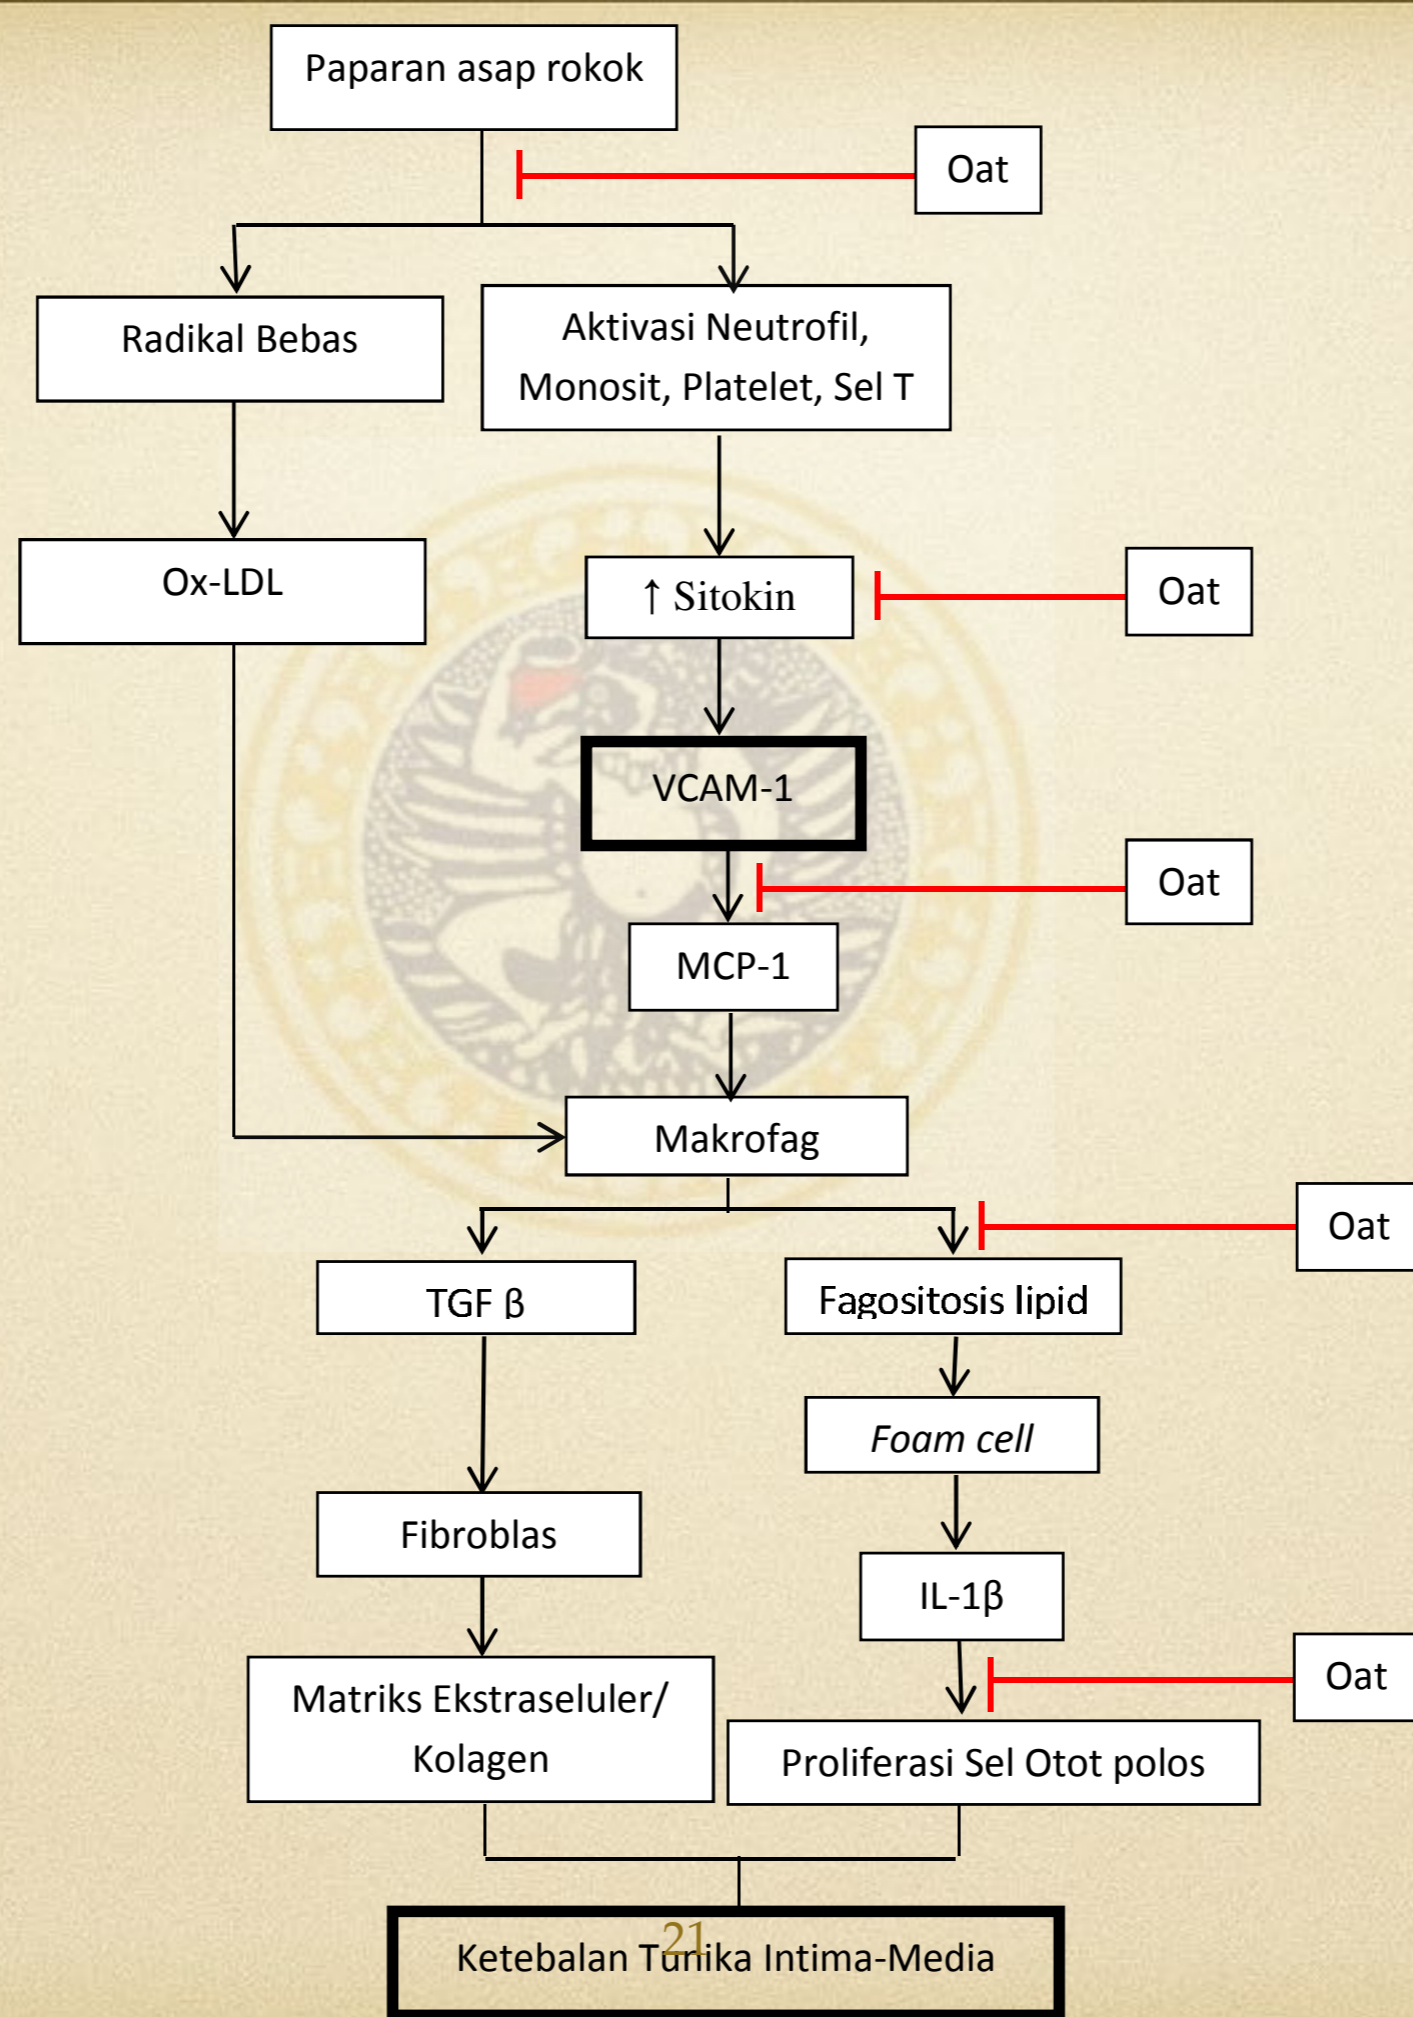 Paparan asap rokok
Oat
Radikal Bebas
Aktivasi Neutrofil,
Monosit, Platelet, Sel T
Ox-LDL
↑ Sitokin
Oat
VCAM-1
Oat
MCP-1
Makrofag
Oat
TGF β
Fagositosis lipid
Foam cell
Fibroblas
IL-1β
Oat
Matriks Ekstraseluler/
Kolagen
Proliferasi Sel Otot polos
21
Ketebalan Tunika Intima-Media